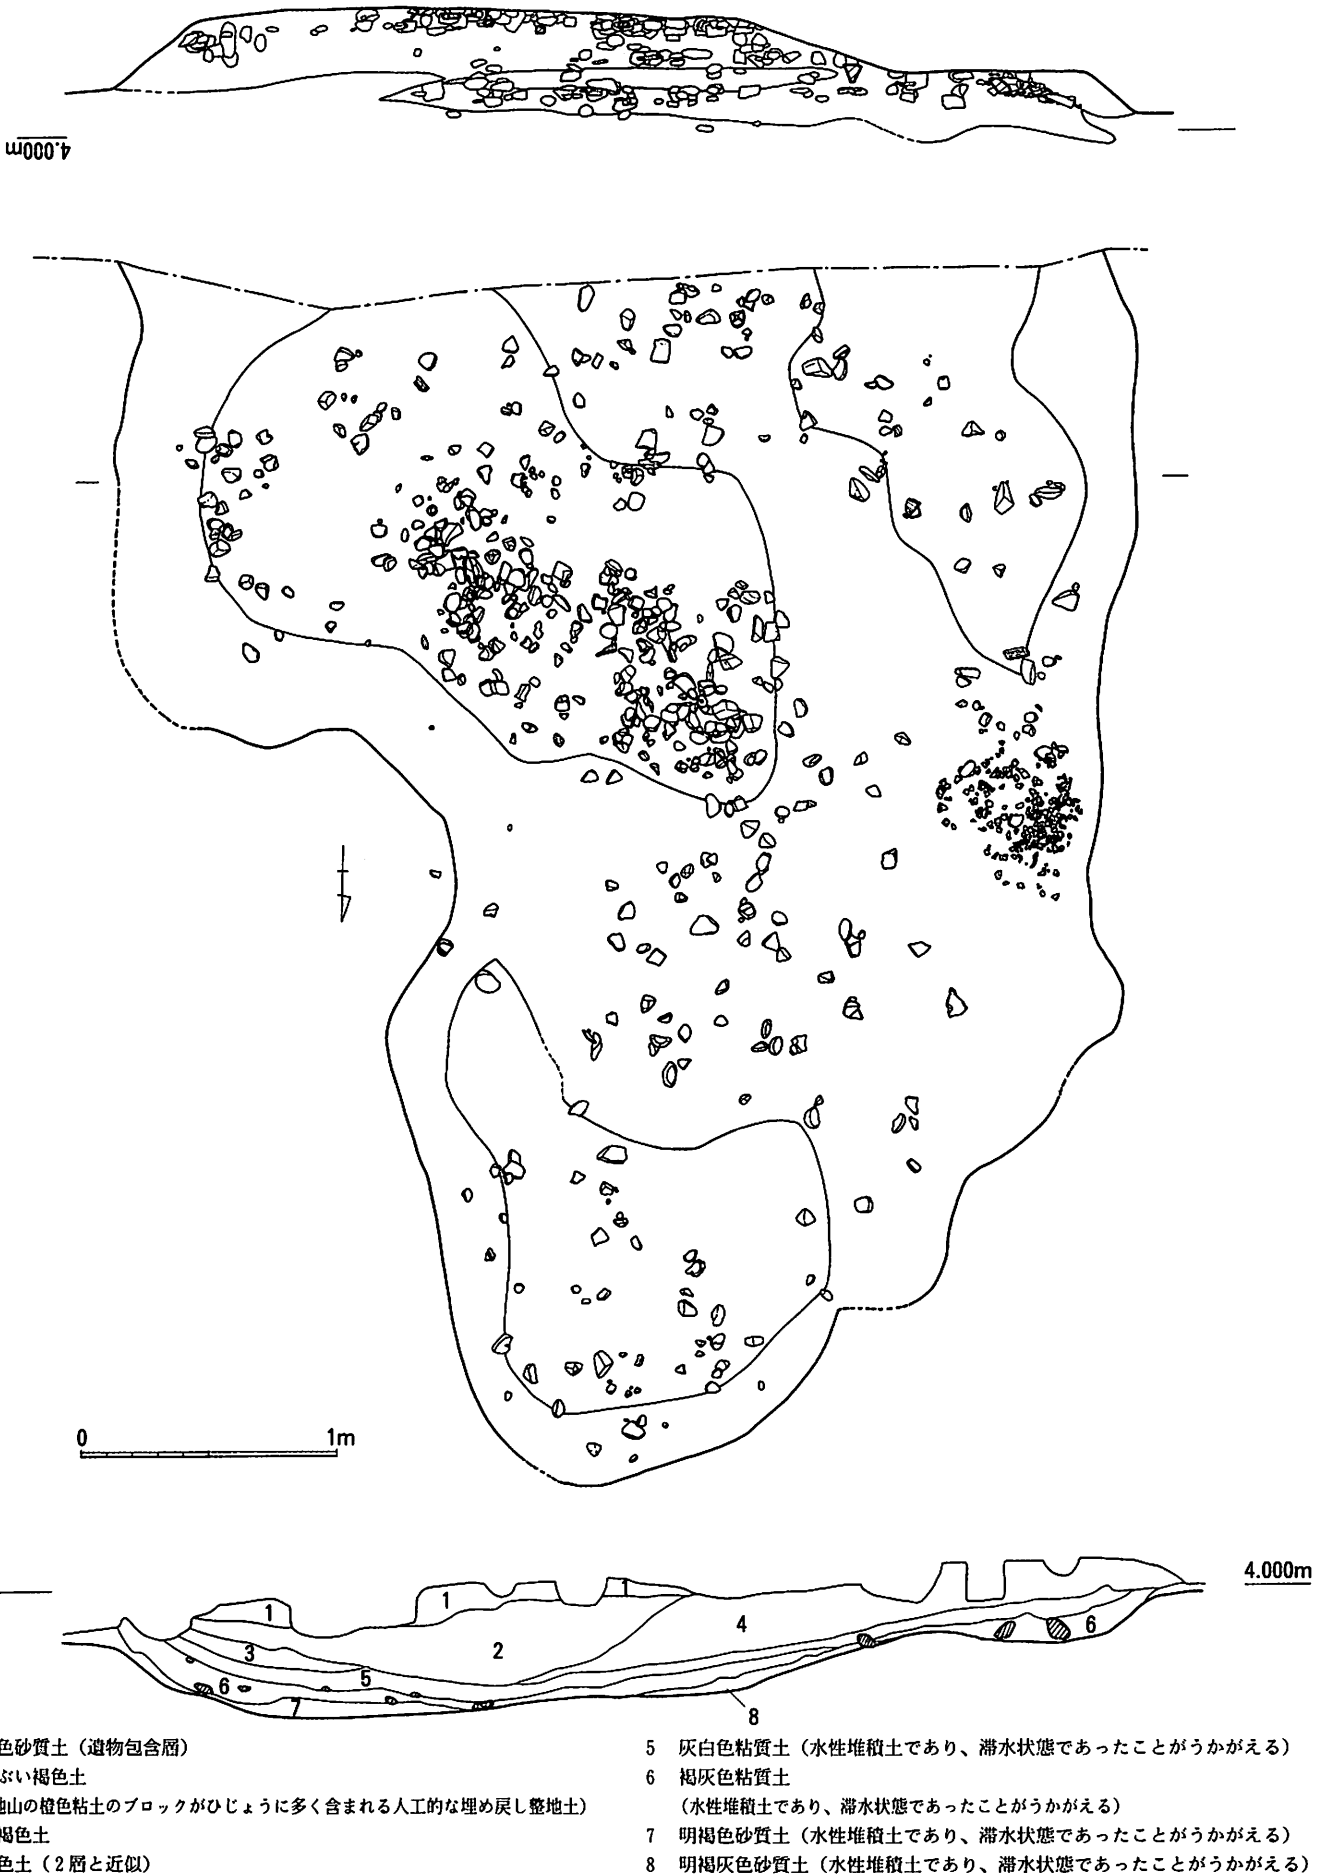 4.000m
0 1m
4.000m
1
1
1
2
3
4
5
6
6
7
8
色砂質土(遺物包含層)
ぶい褐色土
地山の橙色粘土のブロックがひじょうに多く含まれる人工的な埋め戻し整地土)
褐色土
色土(2層と近似)
5 灰白色粘質土(水性堆積土であり、滞水状態であったことがうかがえる)
6 褐灰色粘質土
(水性堆積土であり、滞水状態であったことがうかがえる)
7 明褐色砂質土(水性堆積土であり、滞水状態であったことがうかがえる)
8 明褐灰色砂質土(水性堆積土であり、滞水状態であったことがうかがえる)